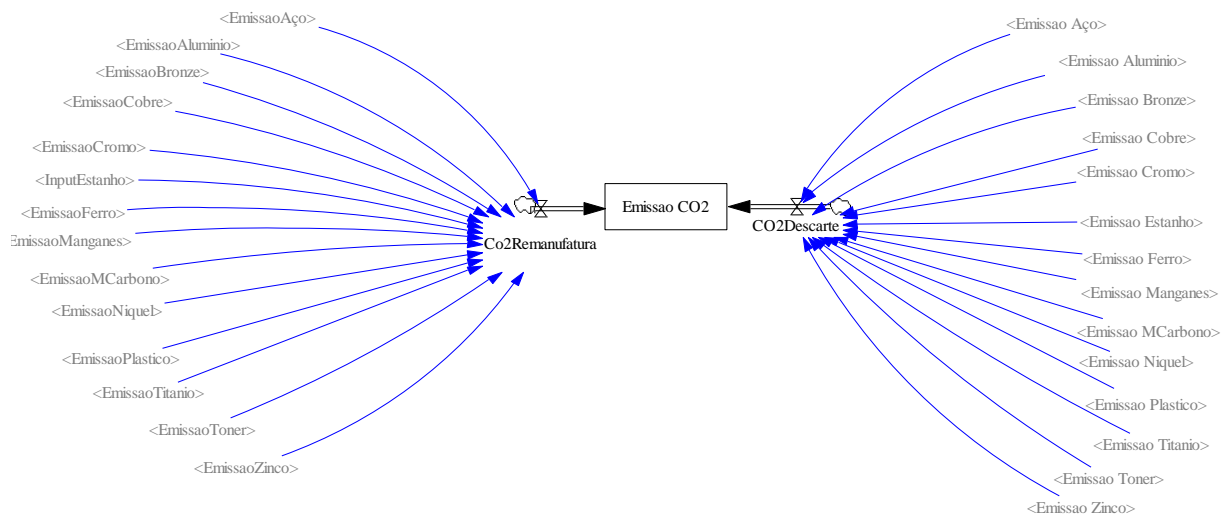 <EmissaoAço>
<EmissaoAluminio>
<EmissaoBronze>
<EmissaoCobre>
<EmissaoCromo>
<InputEstanho>
<EmissaoFerro>
EmissaoManganes>
<EmissaoMCarbono>
<EmissaoNiquel>
<EmissaoPlastico>
<EmissaoTitanio>
<EmissaoToner>
<EmissaoZinco>
Co2Remanufatura
Emissao CO2
CO2Descarte
<Emissao Aço>
<Emissao Aluminio>
<Emissao Bronze>
<Emissao Cobre>
<Emissao Cromo>
<Emissao Estanho>
<Emissao Ferro>
<Emissao Manganes>
<Emissao MCarbono>
<Emissao Niquel>
<Emissao Plastico>
<Emissao Titanio>
<Emissao Toner>
<Emissao Zinco>